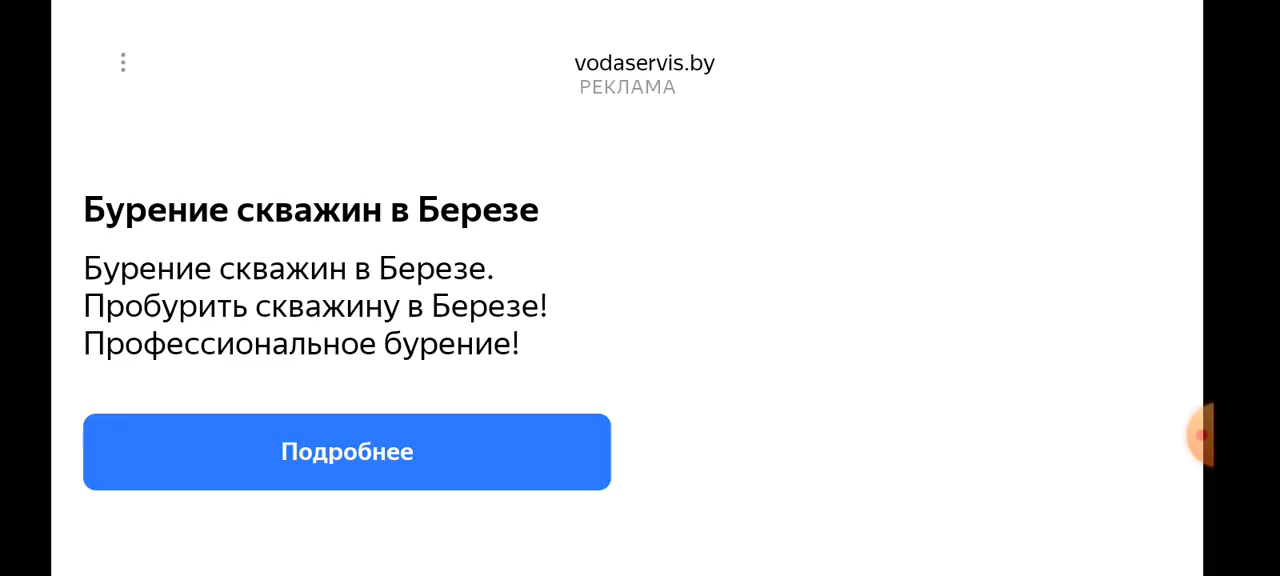 vodaservis.by
РЕКЛАМА
Бурение скважин в Березе
Бурение скважин в Березе.
Пробурить скважину в Березе!
Профессиональное бурение!
Подробнее